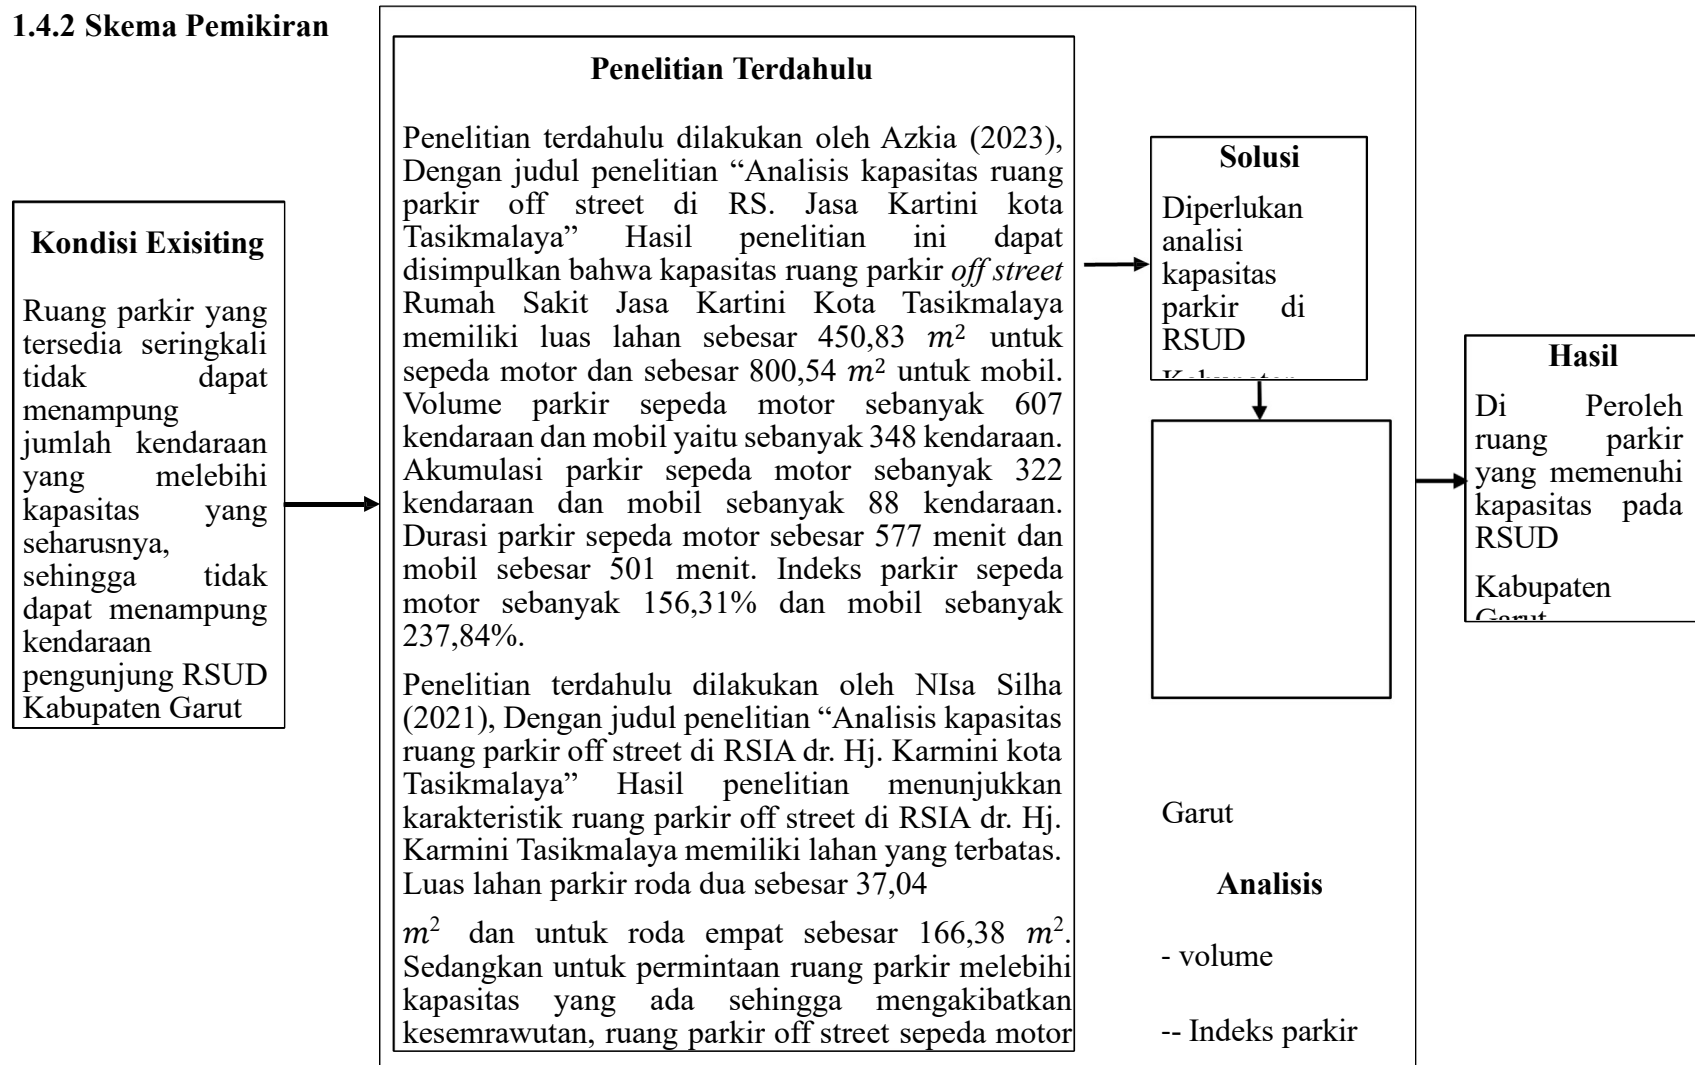 1.4.2 Skema Pemikiran
Kondisi Exisiting
Ruang parkir yang
tersedia seringkali
tidak dapat
menampung
jumlah kendaraan
yang melebihi
kapasitas yang
seharusnya,
sehingga tidak
dapat menampung
kendaraan
pengunjung RSUD
Kabupaten Garut
Penelitian Terdahulu
Penelitian terdahulu dilakukan oleh Azkia (2023),
Dengan judul penelitian “Analisis kapasitas ruang
parkir off street di RS. Jasa Kartini kota
Tasikmalaya” Hasil penelitian ini dapat
disimpulkan bahwa kapasitas ruang parkir off street
Rumah Sakit Jasa Kartini Kota Tasikmalaya
memiliki luas lahan sebesar 450,83 m² untuk
sepeda motor dan sebesar 800,54 m² untuk mobil.
Volume parkir sepeda motor sebanyak 607
kendaraan dan mobil yaitu sebanyak 348 kendaraan.
Akumulasi parkir sepeda motor sebanyak 322
kendaraan dan mobil sebanyak 88 kendaraan.
Durasi parkir sepeda motor sebesar 577 menit dan
mobil sebesar 501 menit. Indeks parkir sepeda
motor sebanyak 156,31% dan mobil sebanyak
237,84%.
Penelitian terdahulu dilakukan oleh NIsa Silha
(2021), Dengan judul penelitian “Analisis kapasitas
ruang parkir off street di RSIA dr. Hj. Karmini kota
Tasikmalaya” Hasil penelitian menunjukkan
karakteristik ruang parkir off street di RSIA dr. Hj.
Karmini Tasikmalaya memiliki lahan yang terbatas.
Luas lahan parkir roda dua sebesar 37,04
m² dan untuk roda empat sebesar 166,38 m².
Sedangkan untuk permintaan ruang parkir melebihi
kapasitas yang ada sehingga mengakibatkan
kesemrawutan, ruang parkir off street sepeda motor
Solusi
Diperlukan
analisi
kapasitas
parkir di
RSUD
Kabupaten
Garut
Analisis
- volume
-- Indeks parkir
Hasil
Di Peroleh
ruang parkir
yang memenuhi
kapasitas pada
RSUD
Kabupaten
Garut